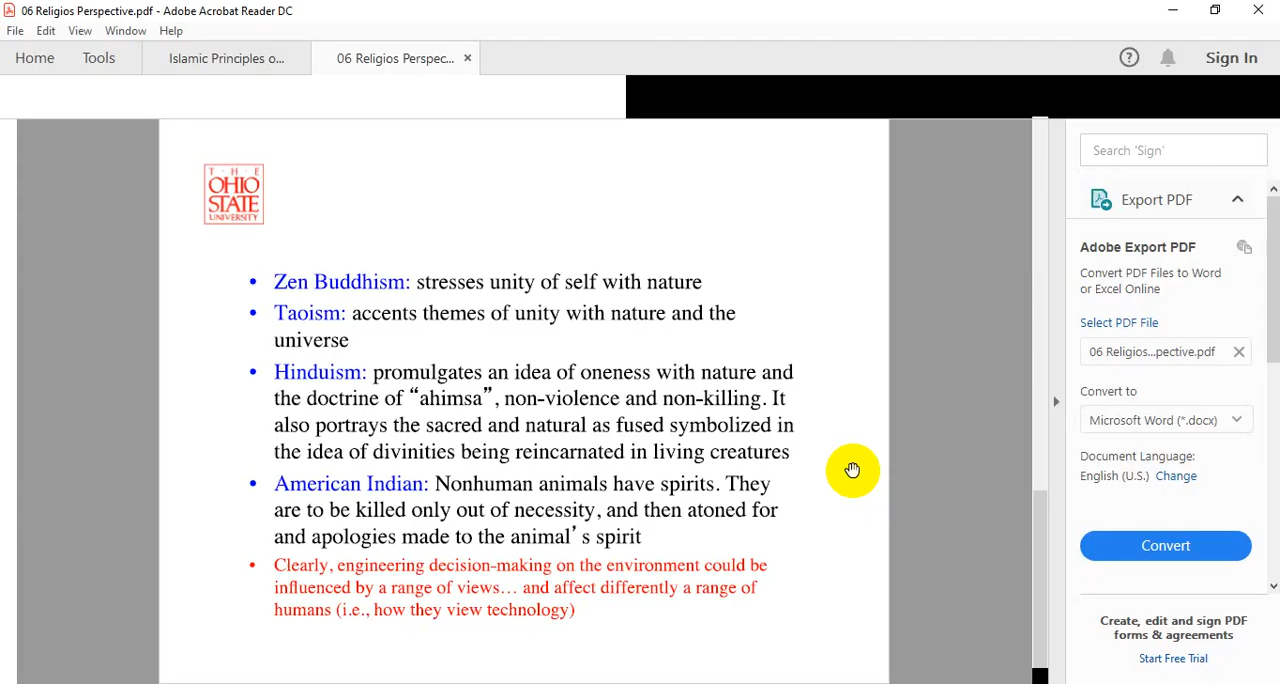 06 Religios Perspective.pdf - Adobe Acrobat Reader DC
File Edit View Window Help
Home Tools Islamic Principles o... 06 Religios Perspec... × Sign In
THE
OHIO
STATE
UNIVERSITY
• Zen Buddhism: stresses unity of self with nature
• Taoism: accents themes of unity with nature and the
universe
• Hinduism: promulgates an idea of oneness with nature and
the doctrine of “ahimsa”, non-violence and non-killing. It
also portrays the sacred and natural as fused symbolized in
the idea of divinities being reincarnated in living creatures
• American Indian: Nonhuman animals have spirits. They
are to be killed only out of necessity, and then atoned for
and apologies made to the animal’s spirit
• Clearly, engineering decision-making on the environment could be
influenced by a range of views… and affect differently a range of
humans (i.e., how they view technology)
Search 'Sign'
Export PDF
Adobe Export PDF
Convert PDF Files to Word
or Excel Online
Select PDF File
06 Religios...pective.pdf
Convert to
Microsoft Word (*.docx)
Document Language:
English (U.S.) Change
Convert
Create, edit and sign PDF
forms & agreements
Start Free Trial